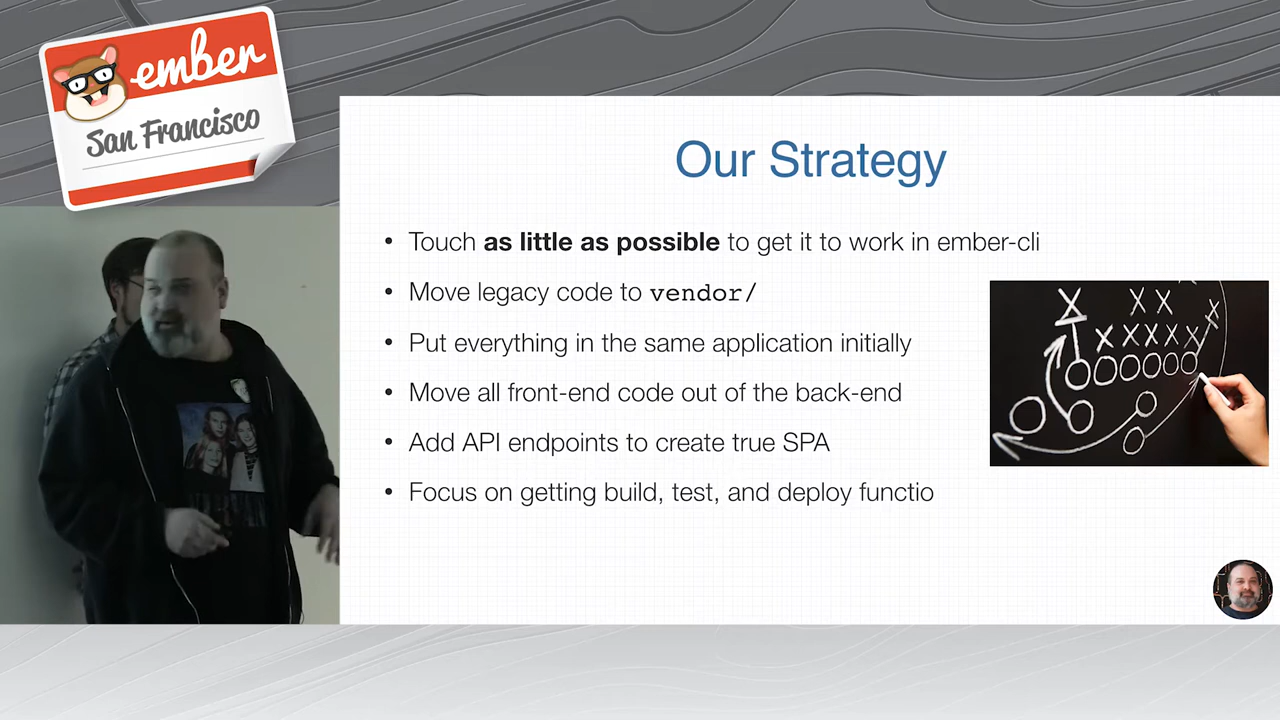 ember
San Francisco
Our Strategy
• Touch as little as possible to get it to work in ember-cli
• Move legacy code to vendor/
• Put everything in the same application initially
• Move all front-end code out of the back-end
• Add API endpoints to create true SPA
• Focus on getting build, test, and deploy functio